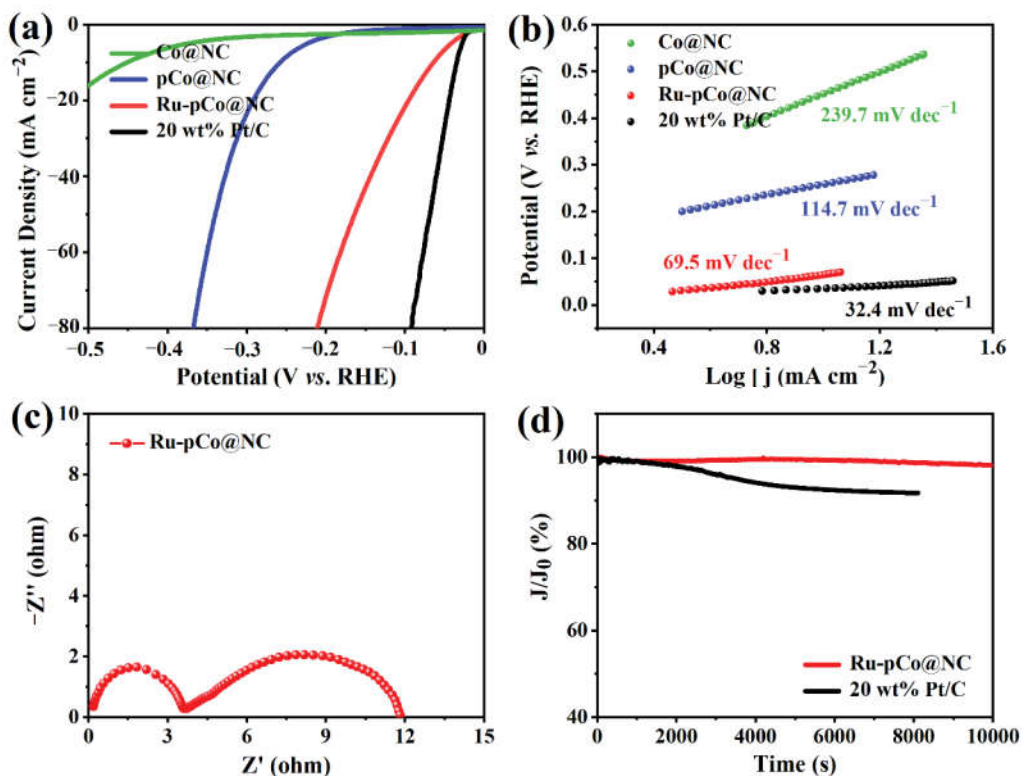 (a)
0
−20
−40
−60
−80
Current Density (mA cm⁻²)
Co@NC
pCo@NC
Ru-pCo@NC
20 wt% Pt/C
−0.5
−0.4
−0.3
−0.2
−0.1
0
Potential (V vs. RHE)
(b)
0.6
0.5
0.4
0.3
0.2
0.1
0.0
Potential (V vs. RHE)
Co@NC
pCo@NC
Ru-pCo@NC
20 wt% Pt/C
239.7 mV dec⁻¹
114.7 mV dec⁻¹
69.5 mV dec⁻¹
32.4 mV dec⁻¹
0.4
0.8
1.2
1.6
Log | j (mA cm⁻²)
(c)
10
8
6
4
2
0
−Z'' (ohm)
Ru-pCo@NC
0
3
6
9
12
15
Z' (ohm)
(d)
100
80
60
40
J/J₀ (%)
Ru-pCo@NC
20 wt% Pt/C
0
2000
4000
6000
8000
10000
Time (s)